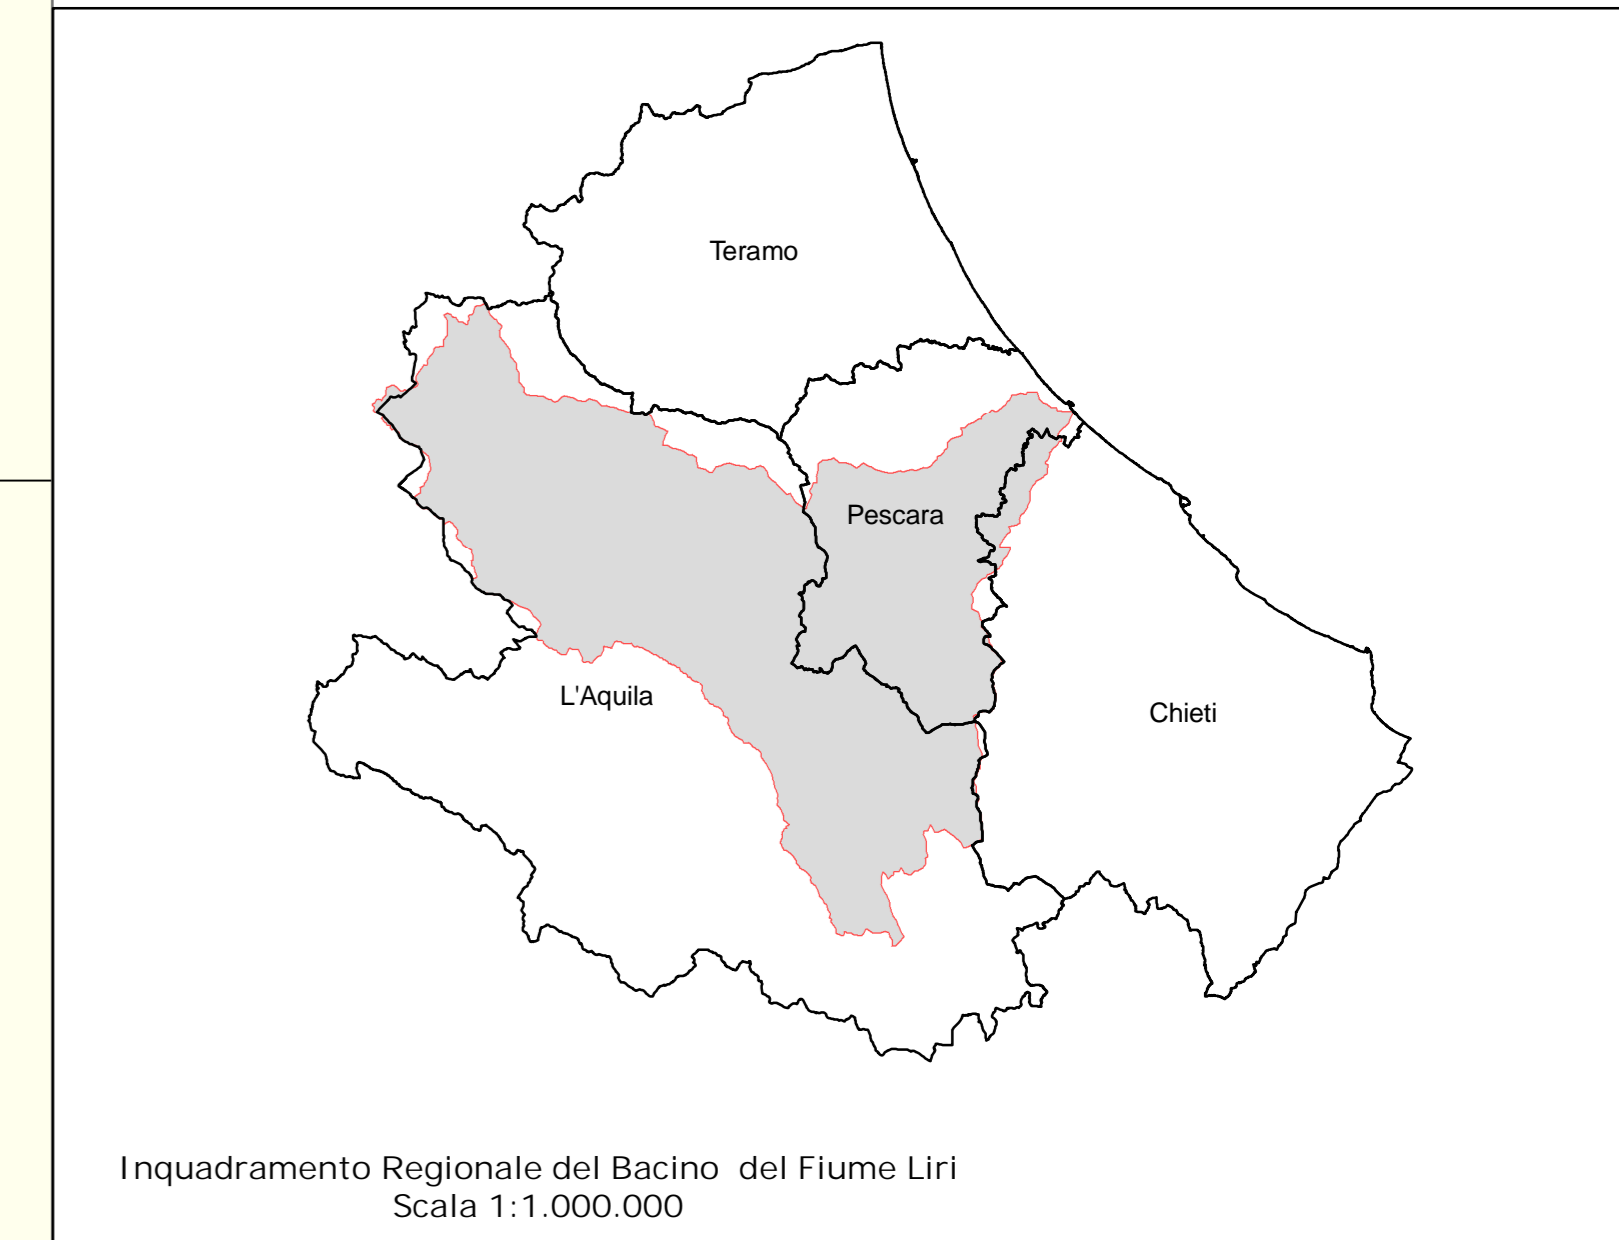 Teramo
Pescara
L'Aquila
Chieti
Inquadramento Regionale del Bacino  del Fiume Liri
Scala 1:1.000.000